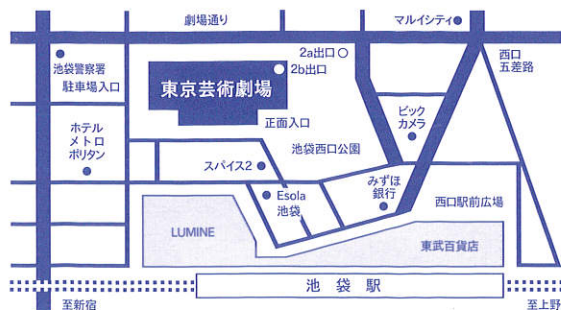 劇場通り
マルイシティ
池袋警察署
駐車場入口
2a出口
2b出口
西口
五差路
東京芸術劇場
正面入口
ホテル
メトロ
ポリタン
ビック
カメラ
池袋西口公園
スパイス2
Esola
池袋
みずほ
銀行
西口駅前広場
LUMINE
東武百貨店
池袋駅
至新宿
至上野